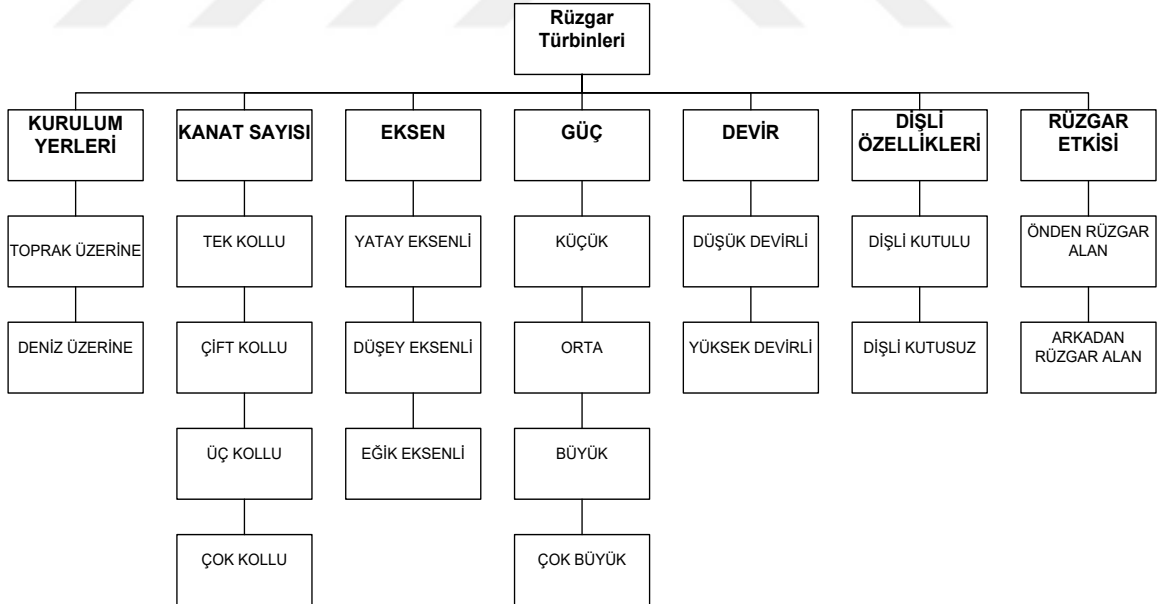 Rüzgar
Türbinleri
KURULUM
YERLERİ
KANAT SAYISI
EKSEN
GÜÇ
DEVİR
DİŞLİ
ÖZELLİKLERİ
RÜZGAR
ETKİSİ
TOPRAK ÜZERİNE
TEK KOLLU
YATAY EKSENLİ
KÜÇÜK
DÜŞÜK DEVİRLİ
DİŞLİ KUTULU
ÖNDEN RÜZGAR
ALAN
DENİZ ÜZERİNE
ÇİFT KOLLU
DÜŞEY EKSENLİ
ORTA
YÜKSEK DEVİRLİ
DİŞLİ KUTUSUZ
ARKADAN
RÜZGAR ALAN
ÜÇ KOLLU
EĞİK EKSENLİ
BÜYÜK
ÇOK KOLLU
ÇOK BÜYÜK